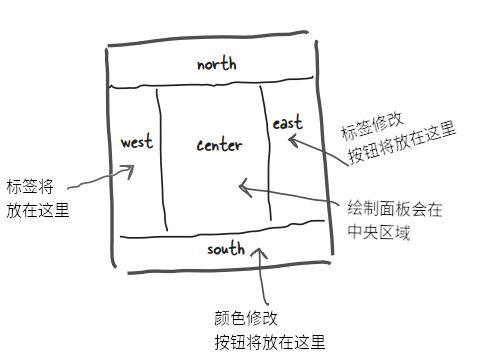 north
west
center
east
south
标签修改
按钮将放在这里
标签将
放在这里
绘制面板会在
中央区域
颜色修改
按钮将放在这里